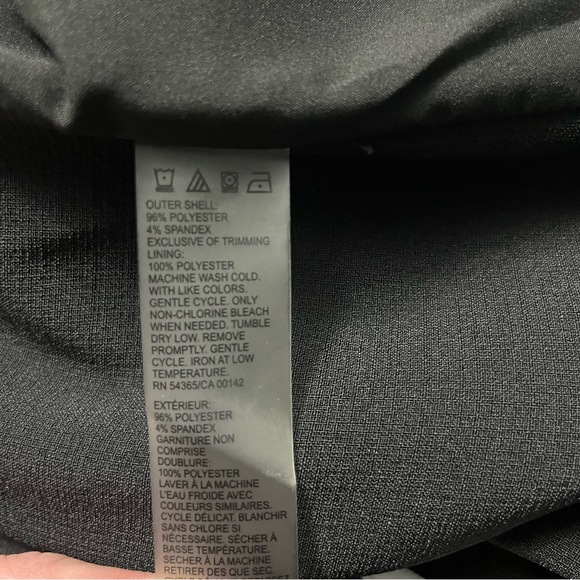 OUTER SHELL:
96% POLYESTER
4% SPANDEX
EXCLUSIVE OF TRIMMING
LINING:
100% POLYESTER
MACHINE WASH COLD.
WITH LIKE COLORS.
GENTLE CYCLE. ONLY
NON-CHLORINE BLEACH
WHEN NEEDED. TUMBLE
DRY LOW. REMOVE
PROMPTLY. GENTLE
CYCLE. IRON AT LOW
TEMPERATURE.
RN 54365/CA 00142
EXTÉRIEUR:
96% POLYESTER
4% SPANDEX
GARNITURE NON
COMPRISE
DOUBLURE:
100% POLYESTER
LAVER À LA MACHINE
L'EAU FROIDE AVEC
COULEURS SIMILAIRES.
CYCLE DÉLICAT. BLANCHIR
SANS CHLORE SI
NÉCESSAIRE. SÉCHER À
BASSE TEMPÉRATURE.
SÉCHER À LA MACHINE
RETIRER DES QUE SEC